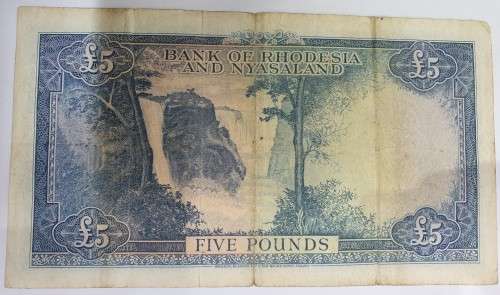 £5 BANK OF RHODESIA £5
AND NYASALAND
£5 FIVE POUNDS £5